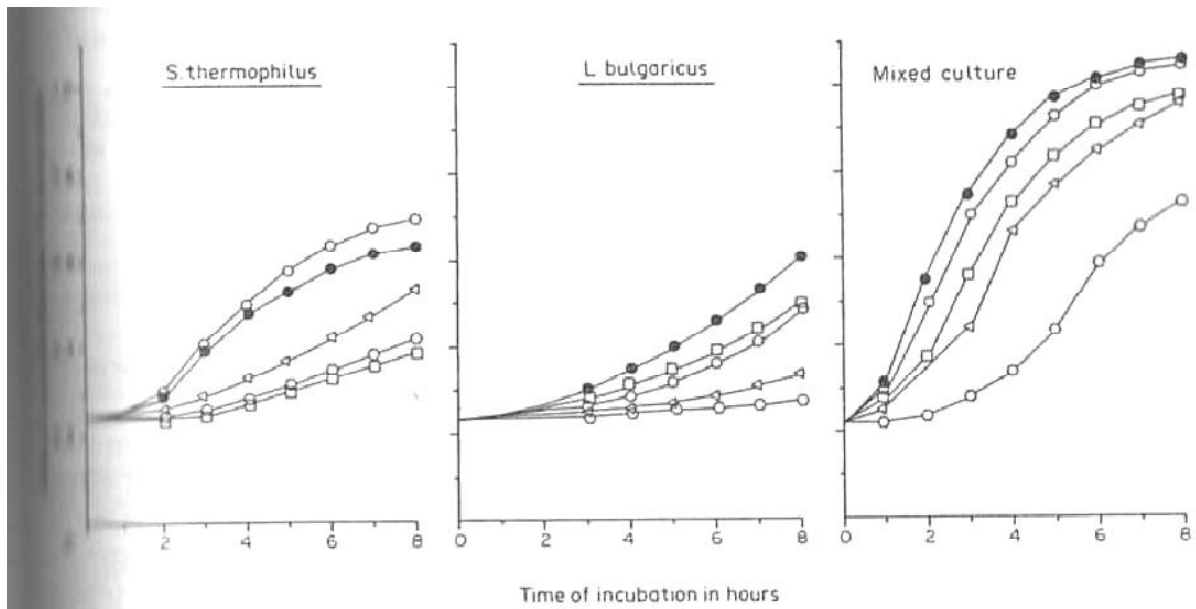 S. thermophilus
L. bulgaricus
Mixed culture
2 4 6 8
0 2 4 6 8
0 2 4 6 8
Time of incubation in hours